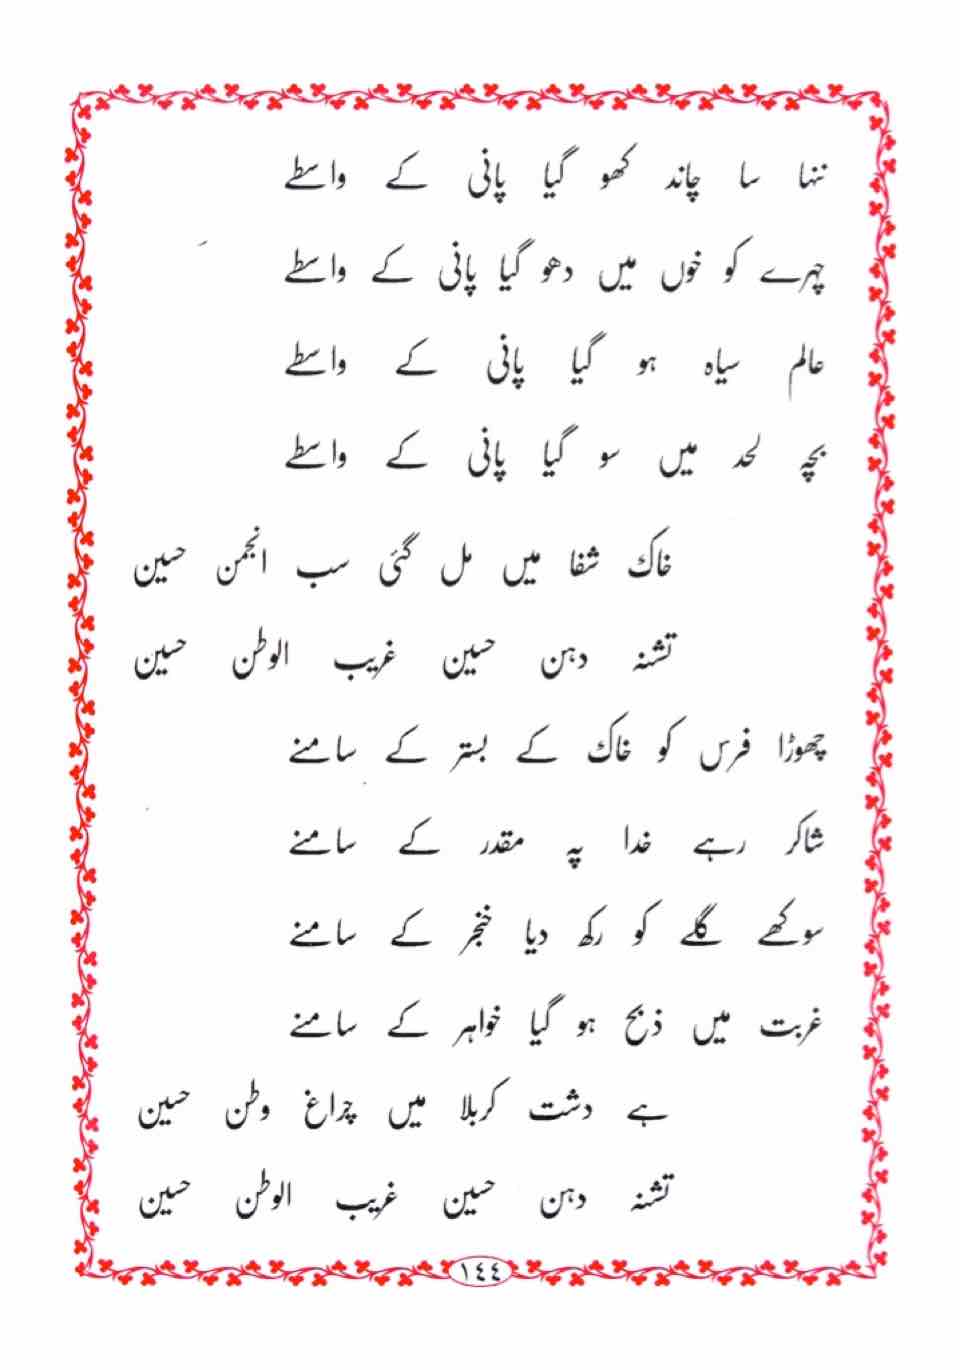 ننھا سا چاند کھو گیا پانی کے واسطے
چہرے کو خوں میں دھو گیا پانی کے واسطے
عالم سیاہ ہو گیا پانی کے واسطے
بچہ لحد میں سو گیا پانی کے واسطے
خاک شفا میں مل گئی سب انجمن حسین
تشنہ دہن حسین غریب الوطن حسین
چھوڑا فرس کو خاک کے بستر کے سامنے
شاکر رہے خدا پہ مقدر کے سامنے
سوکھے گلے کو رکھ دیا خنجر کے سامنے
غربت میں ذبح ہو گیا خواہر کے سامنے
ہے دشت کربلا میں چراغ وطن حسین
تشنہ دہن حسین غریب الوطن حسین
١٤٤